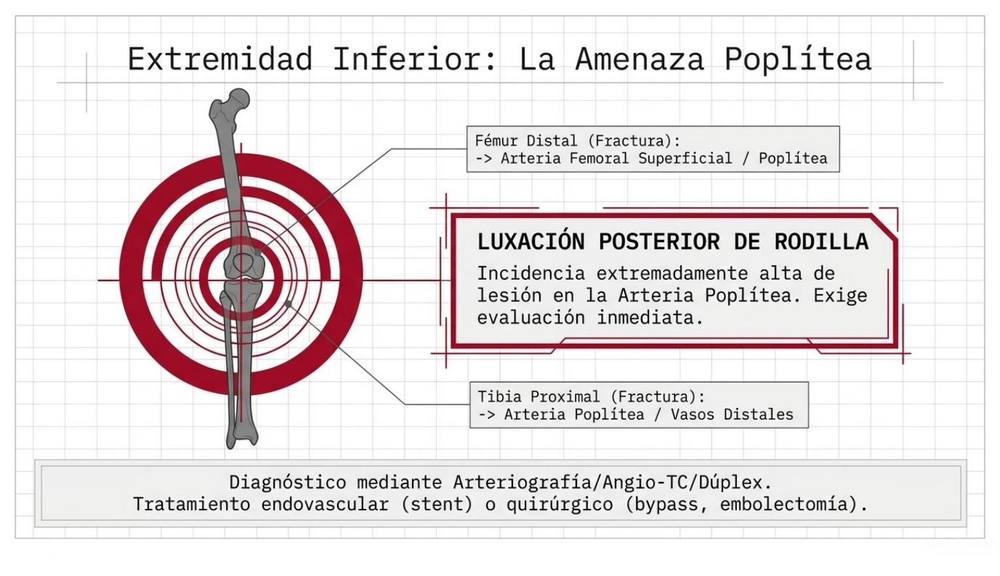 Extremidad Inferior: La Amenaza Poplítea
Fémur Distal (Fractura):
-> Arteria Femoral Superficial / Poplítea
LUXACIÓN POSTERIOR DE RODILLA
Incidencia extremadamente alta de
lesión en la Arteria Poplítea. Exige
evaluación inmediata.
Tibia Proximal (Fractura):
-> Arteria Poplítea / Vasos Distales
Diagnóstico mediante Arteriografía/Angio-TC/Dúplex.
Tratamiento endovascular (stent) o quirúrgico (bypass, embolectomía).